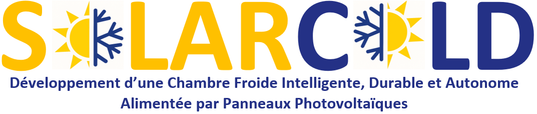 SOLARCOLD
Développement d'une Chambre Froide Intelligente, Durable et Autonome
Alimentée par Panneaux Photovoltaïques